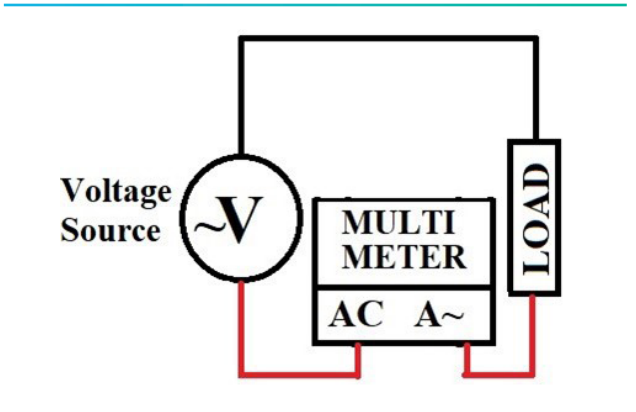 Voltage
Source
~V
MULTI
METER
AC A~
LOAD